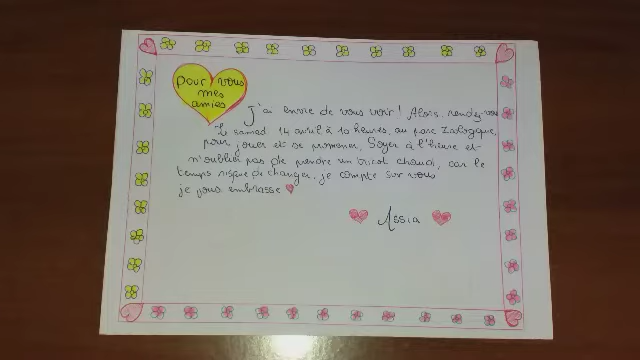 pour vous
mes
amies
J'ai envie de vous voir ! Alors, rendez-vous
Le samedi 14 avril à 10 heures, au parc Zoologique,
pour jouer et se promener, Soyer à l'heure et
n'oublier pas de prendre un tricot chaud, car le
temps risque de changer, je compte sur vous
je vous embrasse
Assia